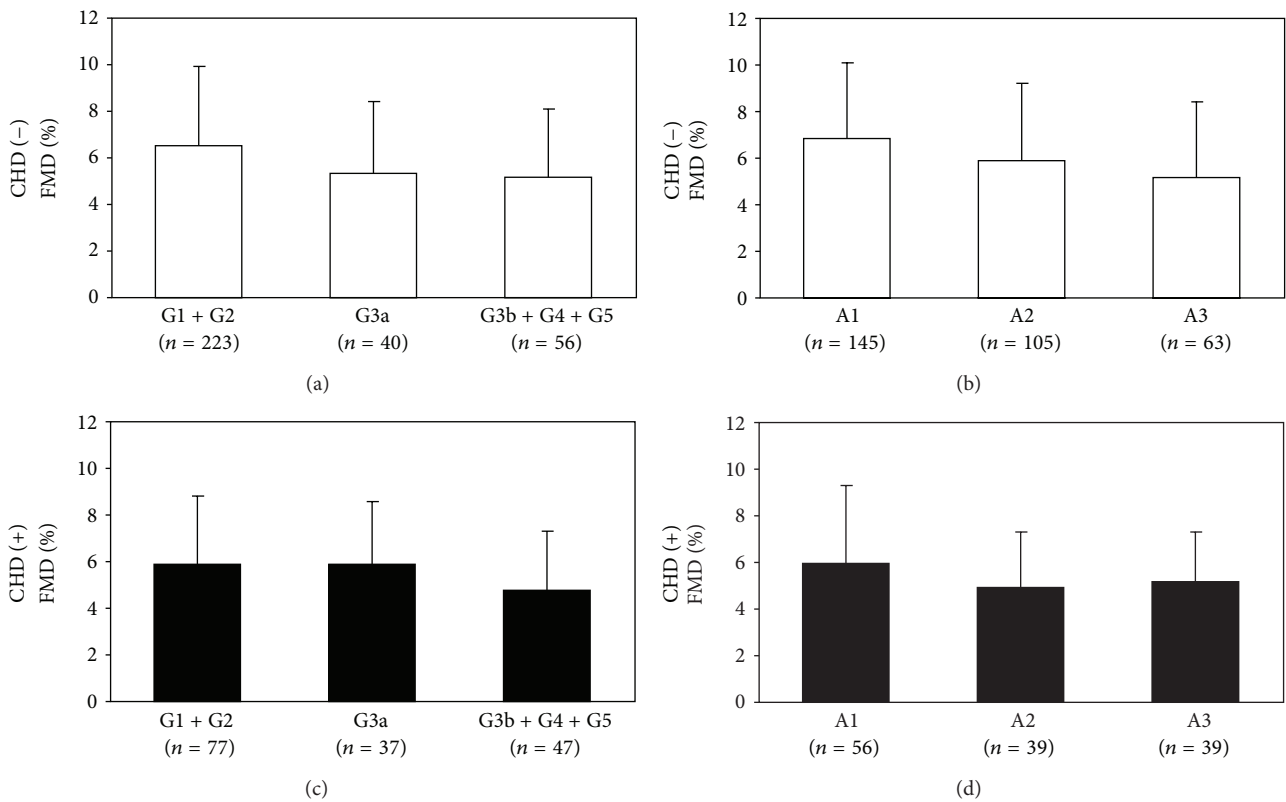 12
10
8
6
4
2
0
CHD (−)
FMD (%)
G1 + G2
(n = 223)
G3a
(n = 40)
G3b + G4 + G5
(n = 56)
(a)
12
10
8
6
4
2
0
CHD (−)
FMD (%)
A1
(n = 145)
A2
(n = 105)
A3
(n = 63)
(b)
12
10
8
6
4
2
0
CHD (+)
FMD (%)
G1 + G2
(n = 77)
G3a
(n = 37)
G3b + G4 + G5
(n = 47)
(c)
12
10
8
6
4
2
0
CHD (+)
FMD (%)
A1
(n = 56)
A2
(n = 39)
A3
(n = 39)
(d)